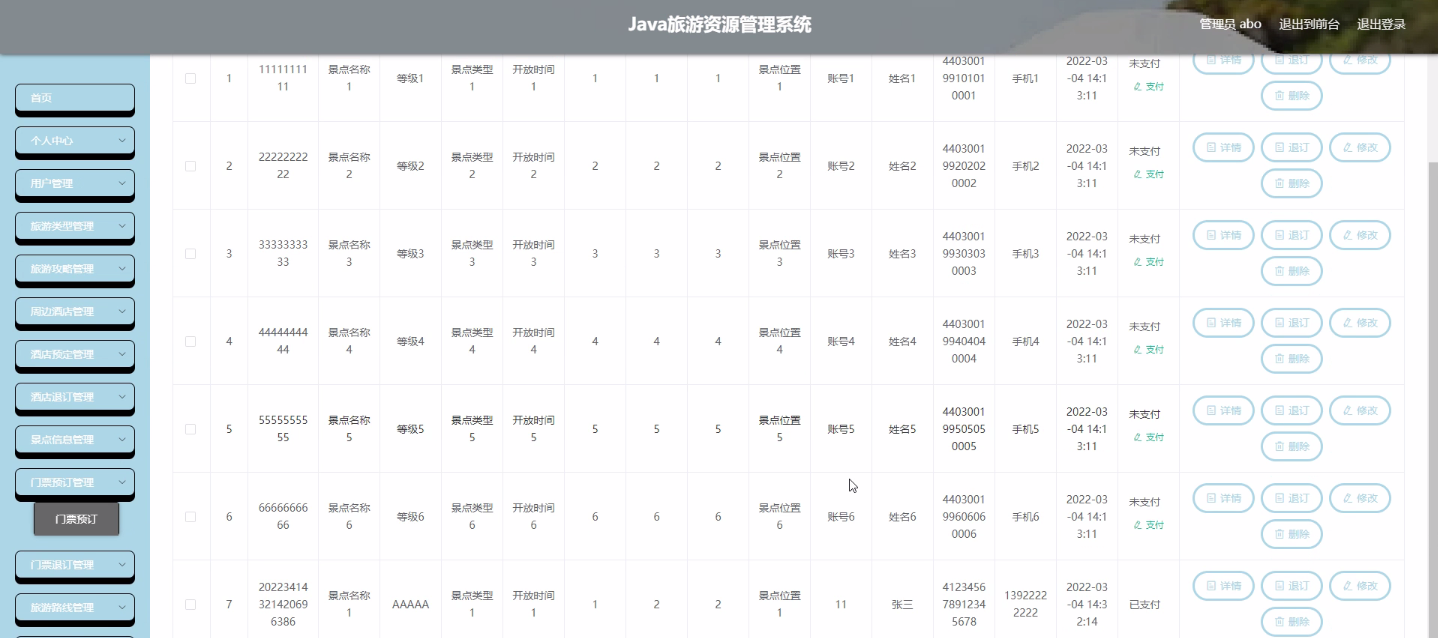 Java旅游资源管理系统
管理员 abo 退出到前台 退出登录
首页
个人中心
用户管理
旅游类型管理
旅游攻略管理
周边酒店管理
酒店预定管理
酒店退订管理
景点信息管理
门票预订管理
门票预订
门票退订管理
旅游路线管理
1 1111111111 景点名称1 等级1 景点类型1 开放时间1 1 1 1 景点位置1 账号1 姓名1 440300199101010001 手机1 2022-03-04 14:13:11 未支付 支付 详情 退订 修改 删除
2 2222222222 景点名称2 等级2 景点类型2 开放时间2 2 2 2 景点位置2 账号2 姓名2 440300199202020002 手机2 2022-03-04 14:13:11 未支付 支付 详情 退订 修改 删除
3 3333333333 景点名称3 等级3 景点类型3 开放时间3 3 3 3 景点位置3 账号3 姓名3 440300199303030003 手机3 2022-03-04 14:13:11 未支付 支付 详情 退订 修改 删除
4 4444444444 景点名称4 等级4 景点类型4 开放时间4 4 4 4 景点位置4 账号4 姓名4 440300199404040004 手机4 2022-03-04 14:13:11 未支付 支付 详情 退订 修改 删除
5 5555555555 景点名称5 等级5 景点类型5 开放时间5 5 5 5 景点位置5 账号5 姓名5 440300199505050005 手机5 2022-03-04 14:13:11 未支付 支付 详情 退订 修改 删除
6 6666666666 景点名称6 等级6 景点类型6 开放时间6 6 6 6 景点位置6 账号6 姓名6 440300199606060006 手机6 2022-03-04 14:13:11 未支付 支付 详情 退订 修改 删除
7 20223414321420696386 景点名称1 AAAAA 景点类型1 开放时间1 1 2 2 景点位置1 11 张三 412345678912345678 13922222222 2022-03-04 14:32:14 已支付 详情 退订 修改 删除